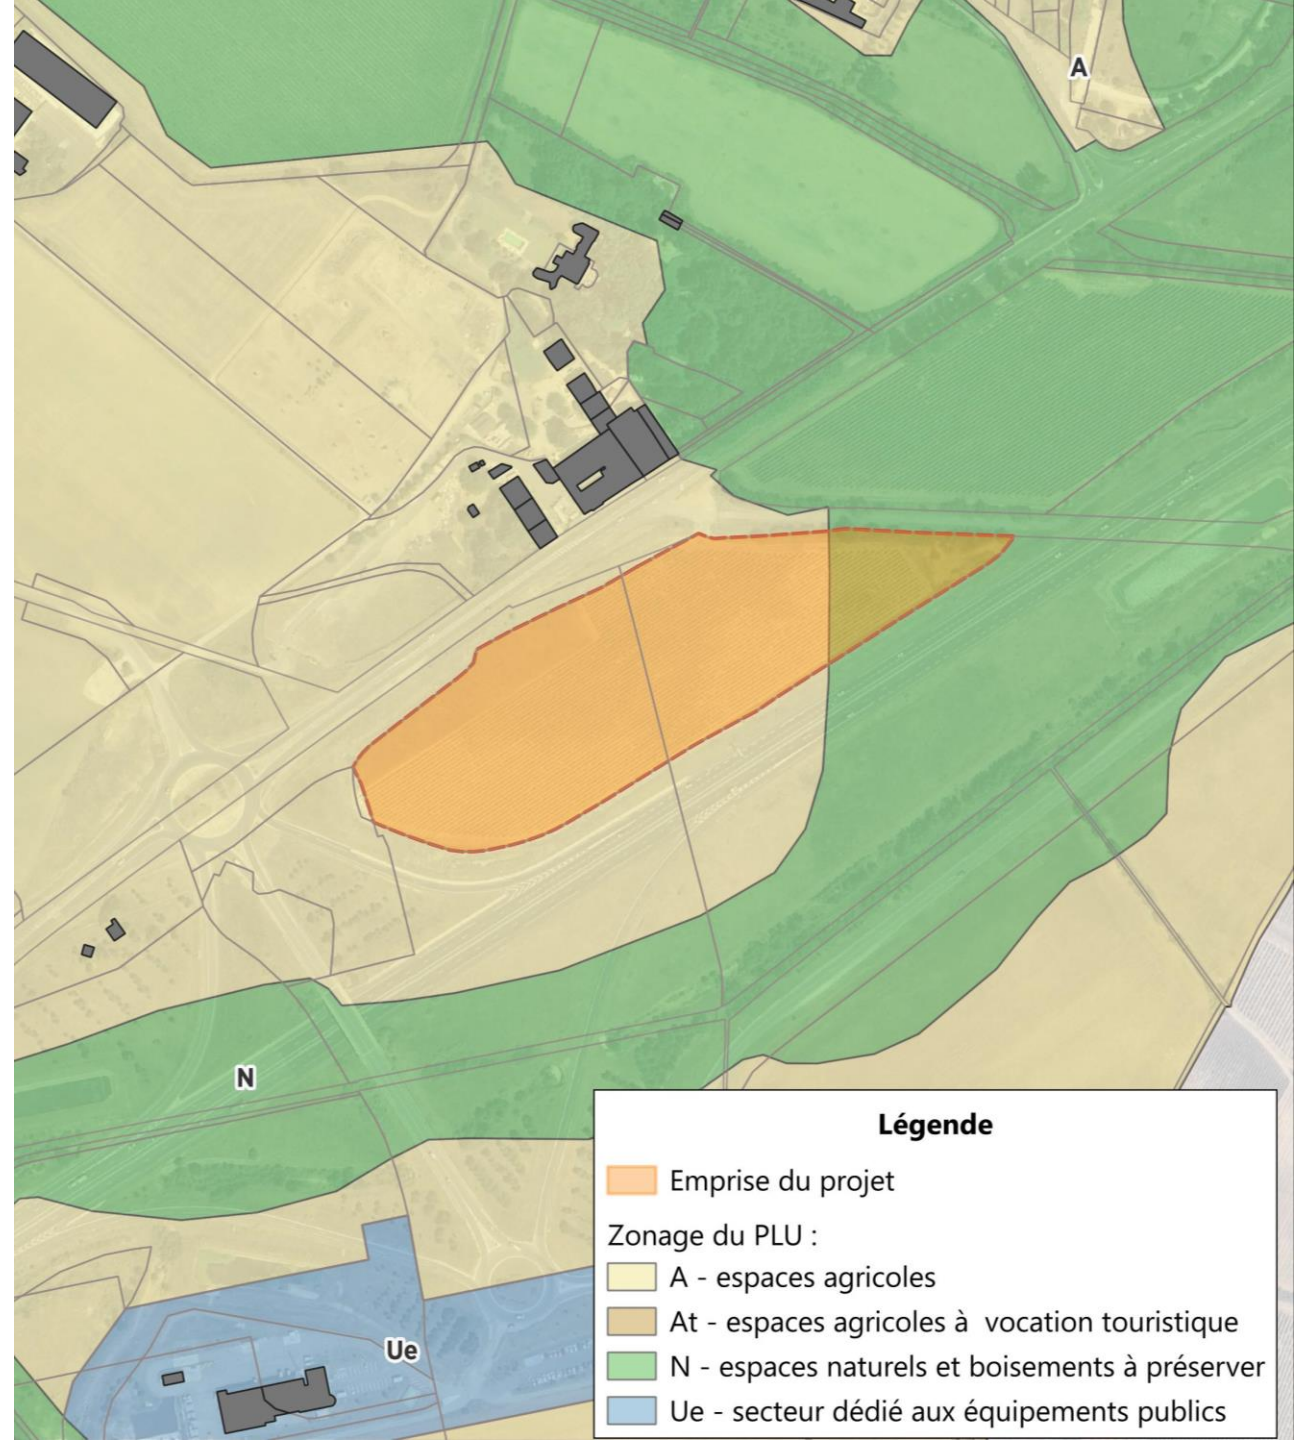 A
N
Ue
Légende
Emprise du projet
Zonage du PLU :
A - espaces agricoles
At - espaces agricoles à  vocation touristique
N - espaces naturels et boisements à préserver
Ue - secteur dédié aux équipements publics